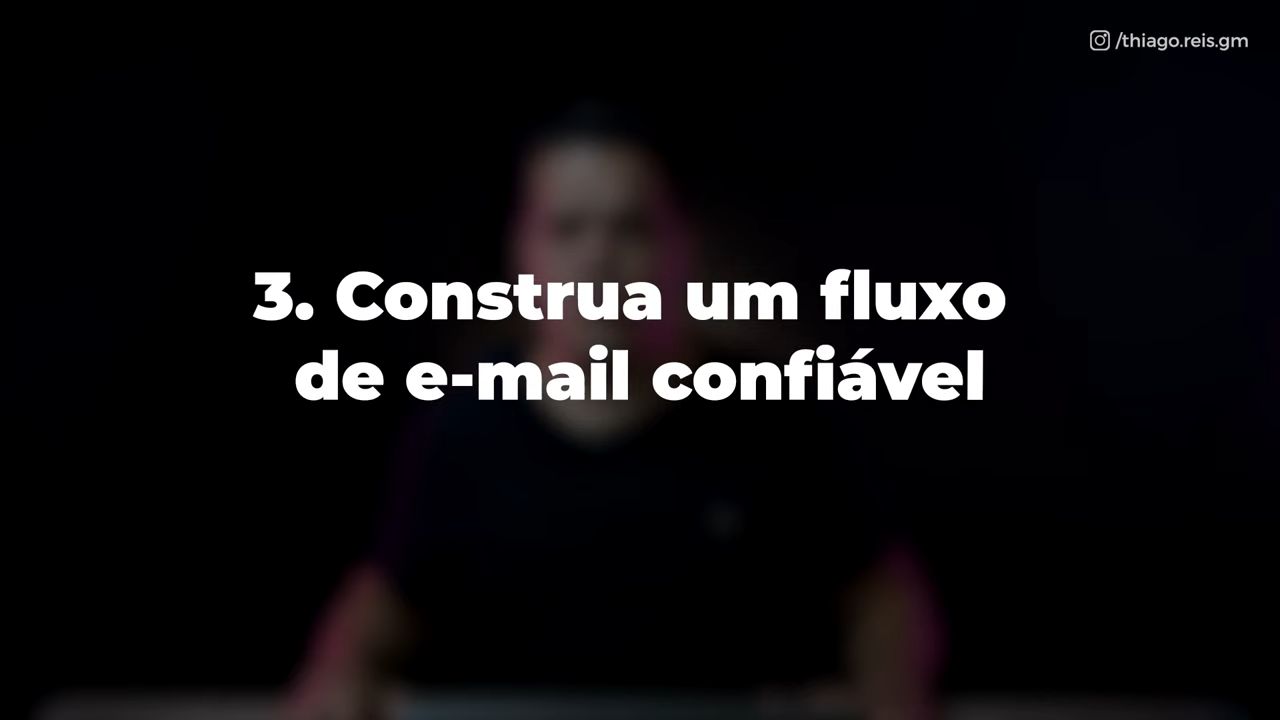 /thiago.reis.gm
3. Construa um fluxo
de e-mail confiável